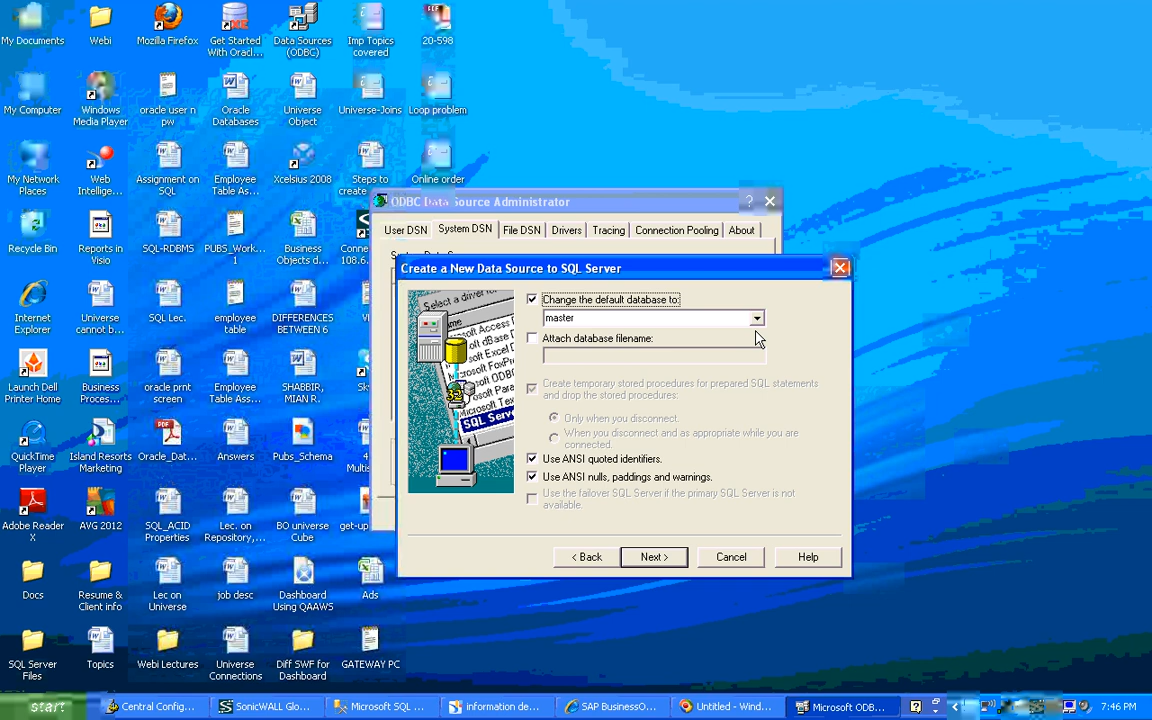 My Documents
Webi
Mozilla Firefox
Get Started
With Oracl...
Data Sources
(ODBC)
Imp Topics
covered
20-598
My Computer
Windows
Media Player
oracle user n
pw
Oracle
Databases
Universe
Object
Universe-Joins
Loop problem
My Network
Places
Web
Intellige...
Assignment on
SQL
Employee
Table As...
Xcelsius 2008
Steps to
create
Online order
Recycle Bin
Reports in
Visio
SQL-RDBMS
PUBS_Work...
1
Business
Objects d...
Conne
108.6.
Internet
Explorer
Universe
cannot b...
SQL Lec.
employee
table
DIFFERENCES
BETWEEN 6
Launch Dell
Printer Home
Business
Proces...
oracle prnt
screen
Employee
Table Ass...
SHABBIR,
MIAN R.
QuickTime
Player
Island Resorts
Marketing
Oracle_Dat...
Answers
Pubs_Schema
4
Multis
Adobe Reader
X
AVG 2012
SQL_ACID
Properties
Lec. on
Repository,...
BO universe
Cube
get-up
Docs
Resume &
Client info
Lec on
Universe
job desc
Dashboard
Using QAAWS
Ads
SQL Server
Files
Topics
Webi Lectures
Universe
Connections
Diff SWF for
Dashboard
GATEWAY PC
ODBC Data Source Administrator
User DSN
System DSN
File DSN
Drivers
Tracing
Connection Pooling
About
Create a New Data Source to SQL Server
Select a driver fo
Change the default database to:
master
Attach database filename:
Create temporary stored procedures for prepared SQL statements
and drop the stored procedures:
Only when you disconnect.
When you disconnect and as appropriate while you are
connected.
Use ANSI quoted identifiers.
Use ANSI nulls, paddings and warnings.
Use the failover SQL Server if the primary SQL Server is not
available.
< Back
Next >
Cancel
Help
start
Central Config...
SonicWALL Glo...
Microsoft SQL ...
information de...
SAP BusinessO...
Untitled - Wind...
Microsoft ODB...
7:46 PM